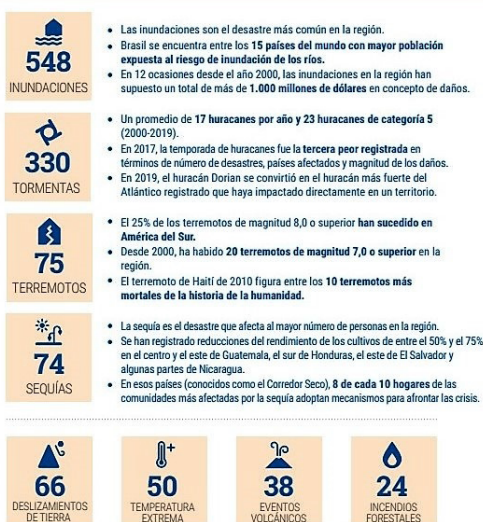 548
INUNDACIONES
• Las inundaciones son el desastre más común en la región.
• Brasil se encuentra entre los 15 países del mundo con mayor población
expuesta al riesgo de inundación de los ríos.
• En 12 ocasiones desde el año 2000, las inundaciones en la región han
supuesto un total de más de 1.000 millones de dólares en concepto de daños.
330
TORMENTAS
• Un promedio de 17 huracanes por año y 23 huracanes de categoría 5
(2000-2019).
• En 2017, la temporada de huracanes fue la tercera peor registrada en
términos de número de desastres, países afectados y magnitud de los daños.
• En 2019, el huracán Dorian se convirtió en el huracán más fuerte del
Atlántico registrado que haya impactado directamente en un territorio.
75
TERREMOTOS
• El 25% de los terremotos de magnitud 8,0 o superior han sucedido en
América del Sur.
• Desde 2000, ha habido 20 terremotos de magnitud 7,0 o superior en la
región.
• El terremoto de Haití de 2010 figura entre los 10 terremotos más
mortales de la historia de la humanidad.
74
SEQUÍAS
• La sequía es el desastre que afecta al mayor número de personas en la región.
• Se han registrado reducciones del rendimiento de los cultivos de entre el 50% y el 75%
en el centro y el este de Guatemala, el sur de Honduras, el este de El Salvador y
algunas partes de Nicaragua.
• En esos países (conocidos como el Corredor Seco), 8 de cada 10 hogares de las
comunidades más afectadas por la sequía adoptan mecanismos para afrontar las crisis.
66
DESLIZAMIENTOS
DE TIERRA
50
TEMPERATURA
EXTREMA
38
EVENTOS
VOLCÁNICOS
24
INCENDIOS
FORESTALES